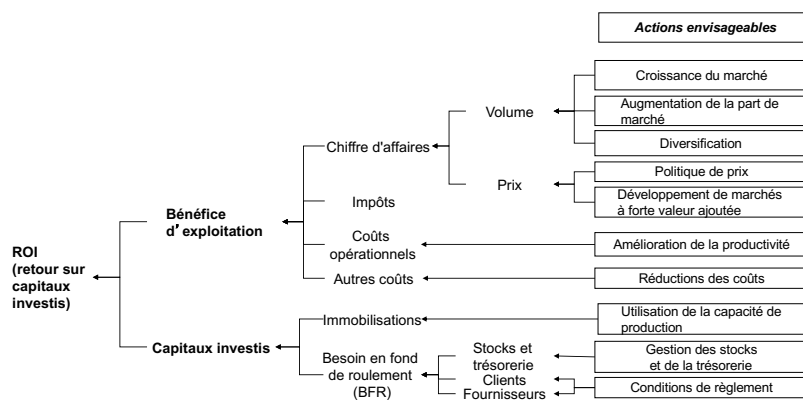 Actions envisageables
Croissance du marché
Volume
Augmentation de la part de
marché
Chiffre d'affaires
Diversification
Politique de prix
Prix
Développement de marchés
à forte valeur ajoutée
Impôts
Bénéfice
d'exploitation
Coûts
opérationnels
Amélioration de la productivité
ROI
(retour sur
capitaux
investis)
Autres coûts
Réductions des coûts
Immobilisations
Utilisation de la capacité de
production
Capitaux investis
Stocks et
trésorerie
Gestion des stocks
et de la trésorerie
Besoin en fond
de roulement
(BFR)
Clients
Fournisseurs
Conditions de règlement